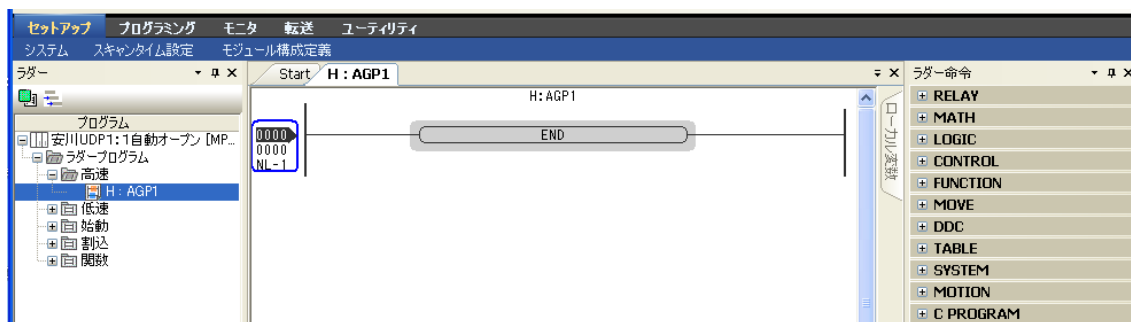 セットアップ プログラミング モニタ 転送 ユーティリティ
システム スキャンタイム設定 モジュール構成定義
ラダー
プログラム
安川UDP1:1自動オープン [MP...
ラダープログラム
高速
H : AGP1
低速
始動
割込
関数
Start H : AGP1
H:AGP1
0000
0000
NL-1
END
ローカル変数
ラダー命令
RELAY
MATH
LOGIC
CONTROL
FUNCTION
MOVE
DDC
TABLE
SYSTEM
MOTION
C PROGRAM